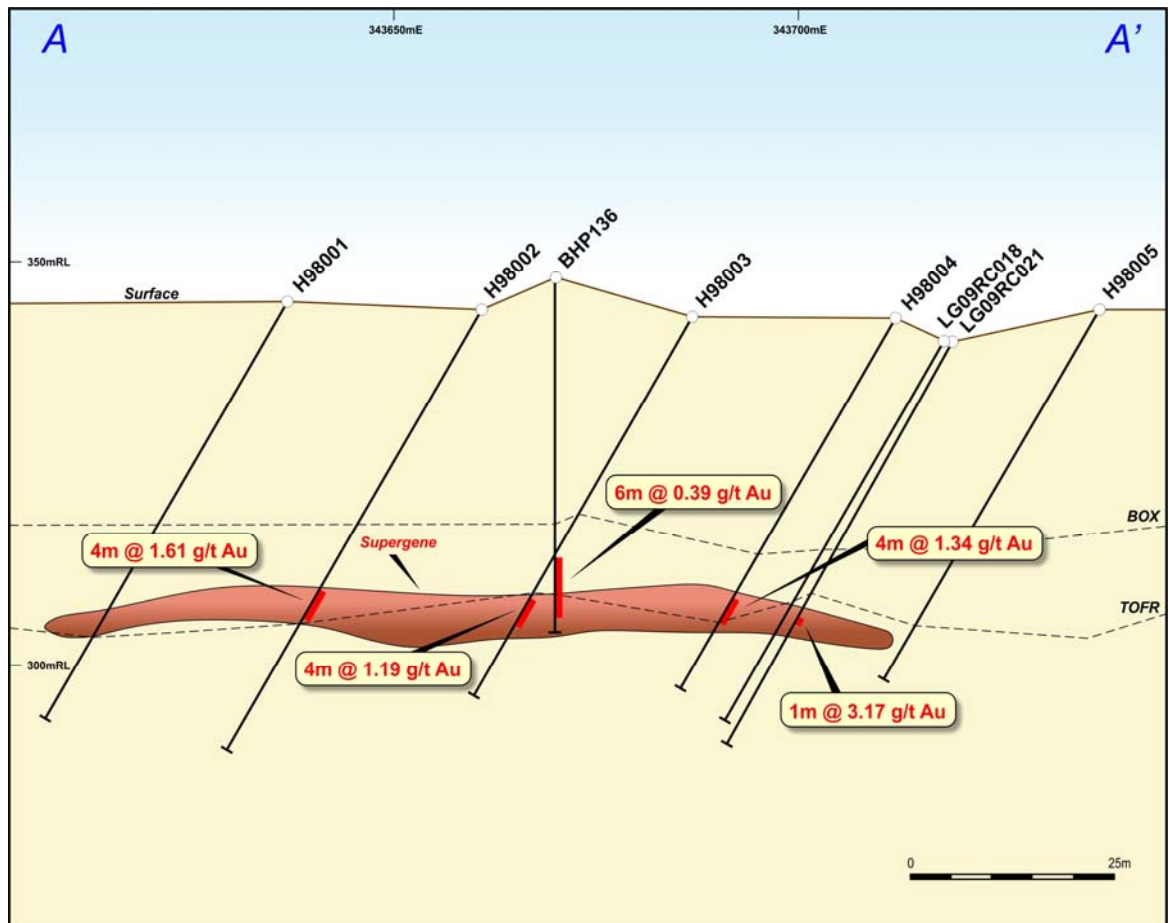 A
343650mE
343700mE
A’
350mRL
Surface
H98001
H98002
BHP136
H98003
H98004
LG09RC018
LG09RC021
H98005
6m @ 0.39 g/t Au
BOX
4m @ 1.61 g/t Au
Supergene
4m @ 1.34 g/t Au
TOFR
300mRL
4m @ 1.19 g/t Au
1m @ 3.17 g/t Au
0
25m